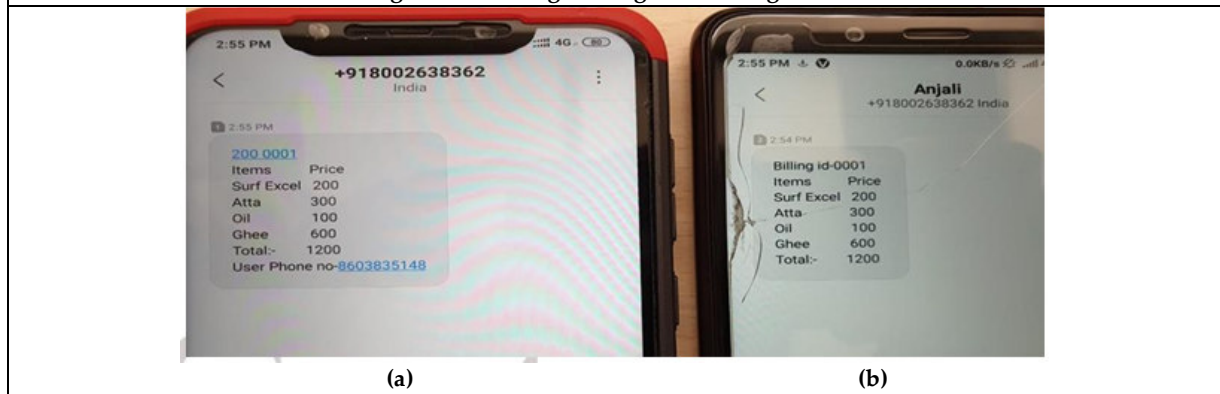 2:55 PM
4G
80
+918002638362
India
1 2:55 PM
200 0001
Items Price
Surf Excel 200
Atta 300
Oil 100
Ghee 600
Total:- 1200
User Phone no-8603835148
2:55 PM
0.0KB/s
Anjali
+918002638362 India
2:54 PM
Billing id-0001
Items Price
Surf Excel 200
Atta 300
Oil 100
Ghee 600
Total:- 1200
(a)
(b)